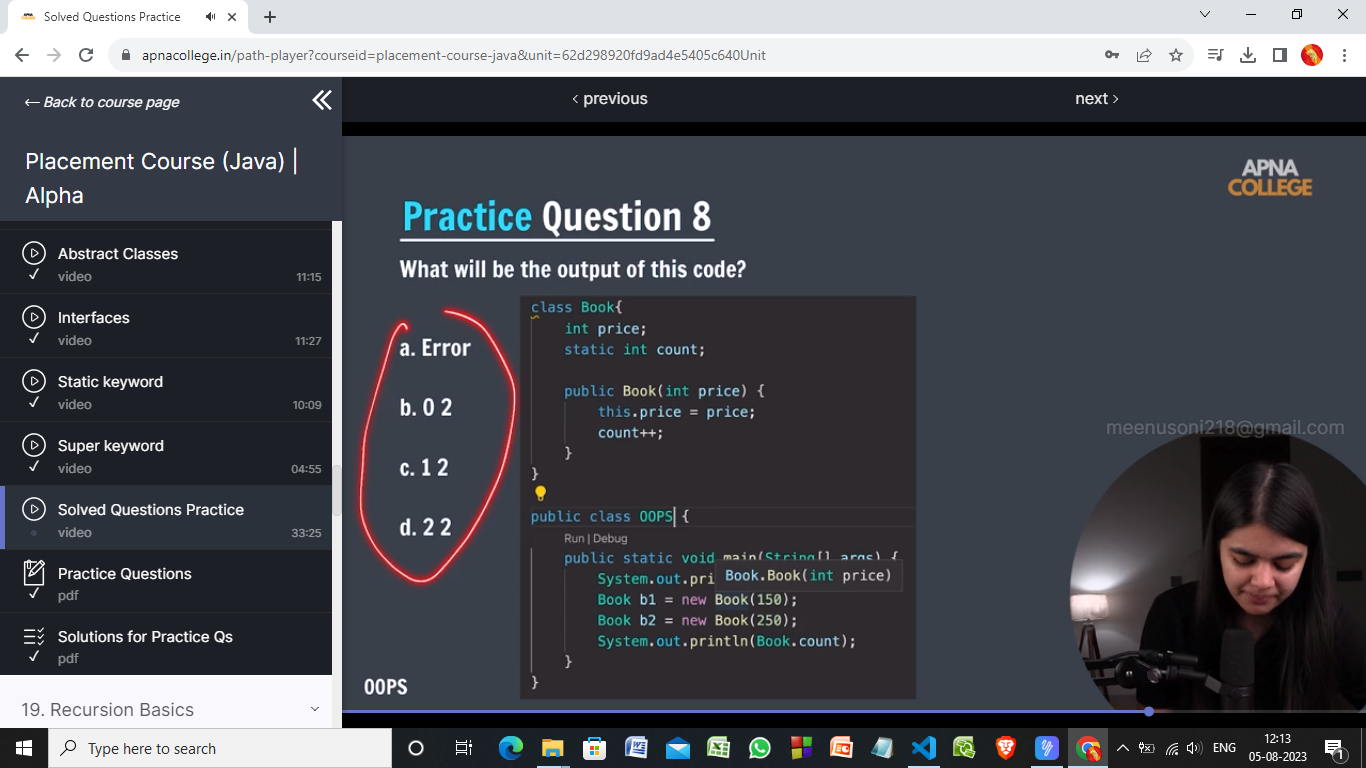 Solved Questions Practice
apnacollege.in/path-player?courseid=placement-course-java&unit=62d298920fd9ad4e5405c640Unit
← Back to course page
‹ previous
next ›
Placement Course (Java) |
Alpha
Abstract Classes
video 11:15
Interfaces
video 11:27
Static keyword
video 10:09
Super keyword
video 04:55
Solved Questions Practice
video 33:25
Practice Questions
pdf
Solutions for Practice Qs
pdf
19. Recursion Basics
APNA
COLLEGE
Practice Question 8
What will be the output of this code?
a. Error
b. 0 2
c. 1 2
d. 2 2
class Book{
int price;
static int count;
public Book(int price) {
this.price = price;
count++;
}
}
public class OOPS {
Run | Debug
public static void main(String[] args) {
System.out.pri
Book.Book(int price)
Book b1 = new Book(150);
Book b2 = new Book(250);
System.out.println(Book.count);
}
}
OOPS
meenusoni218@gmail.com
Type here to search
ENG
12:13
05-08-2023
1